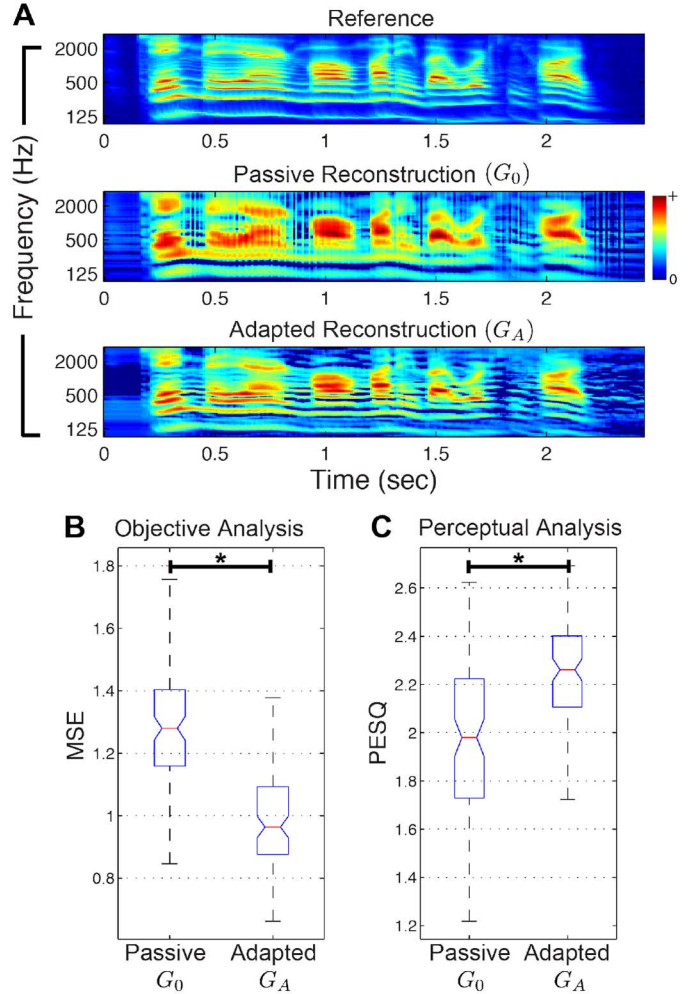 A
Reference
2000
500
125
0 0.5 1 1.5 2
Passive Reconstruction (G0)
2000
500
125
0 0.5 1 1.5 2
+
0
Adapted Reconstruction (GA)
2000
500
125
0 0.5 1 1.5 2
Frequency (Hz)
Time (sec)
B Objective Analysis
*
1.8
1.6
1.4
1.2
1
0.8
MSE
Passive Adapted
G0 GA
C Perceptual Analysis
*
2.6
2.4
2.2
2
1.8
1.6
1.4
1.2
PESQ
Passive Adapted
G0 GA